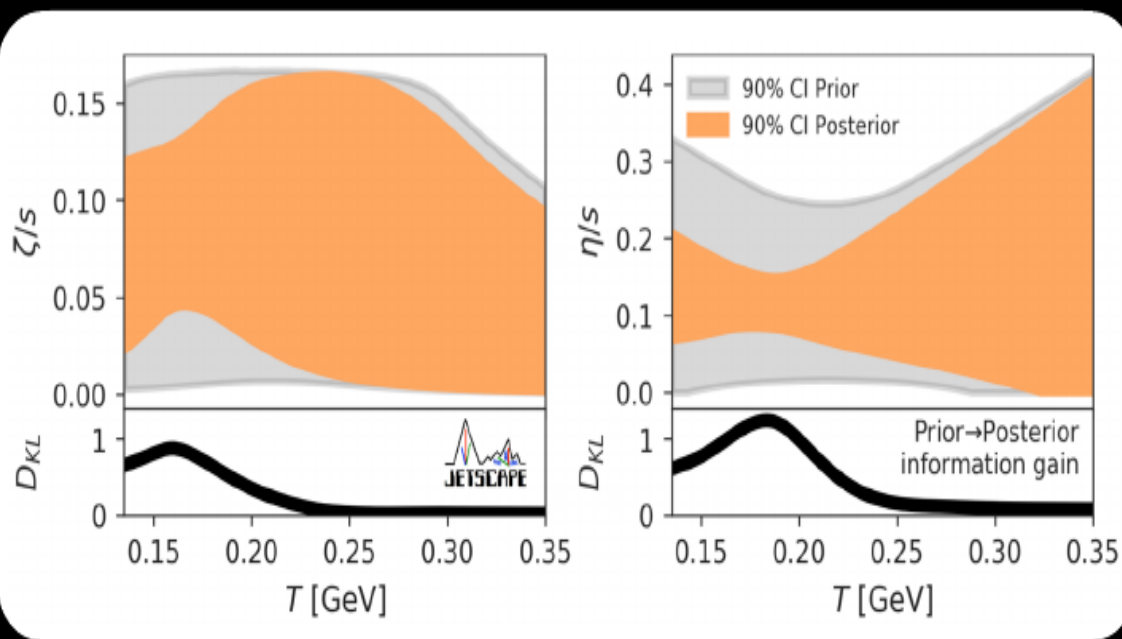 ζ/s
0.15
0.10
0.05
0.00
D_KL
1
0
JETSCAPE
0.15 0.20 0.25 0.30 0.35
T [GeV]
η/s
0.4
0.3
0.2
0.1
0.0
90% CI Prior
90% CI Posterior
D_KL
1
0
Prior→Posterior
information gain
0.15 0.20 0.25 0.30 0.35
T [GeV]